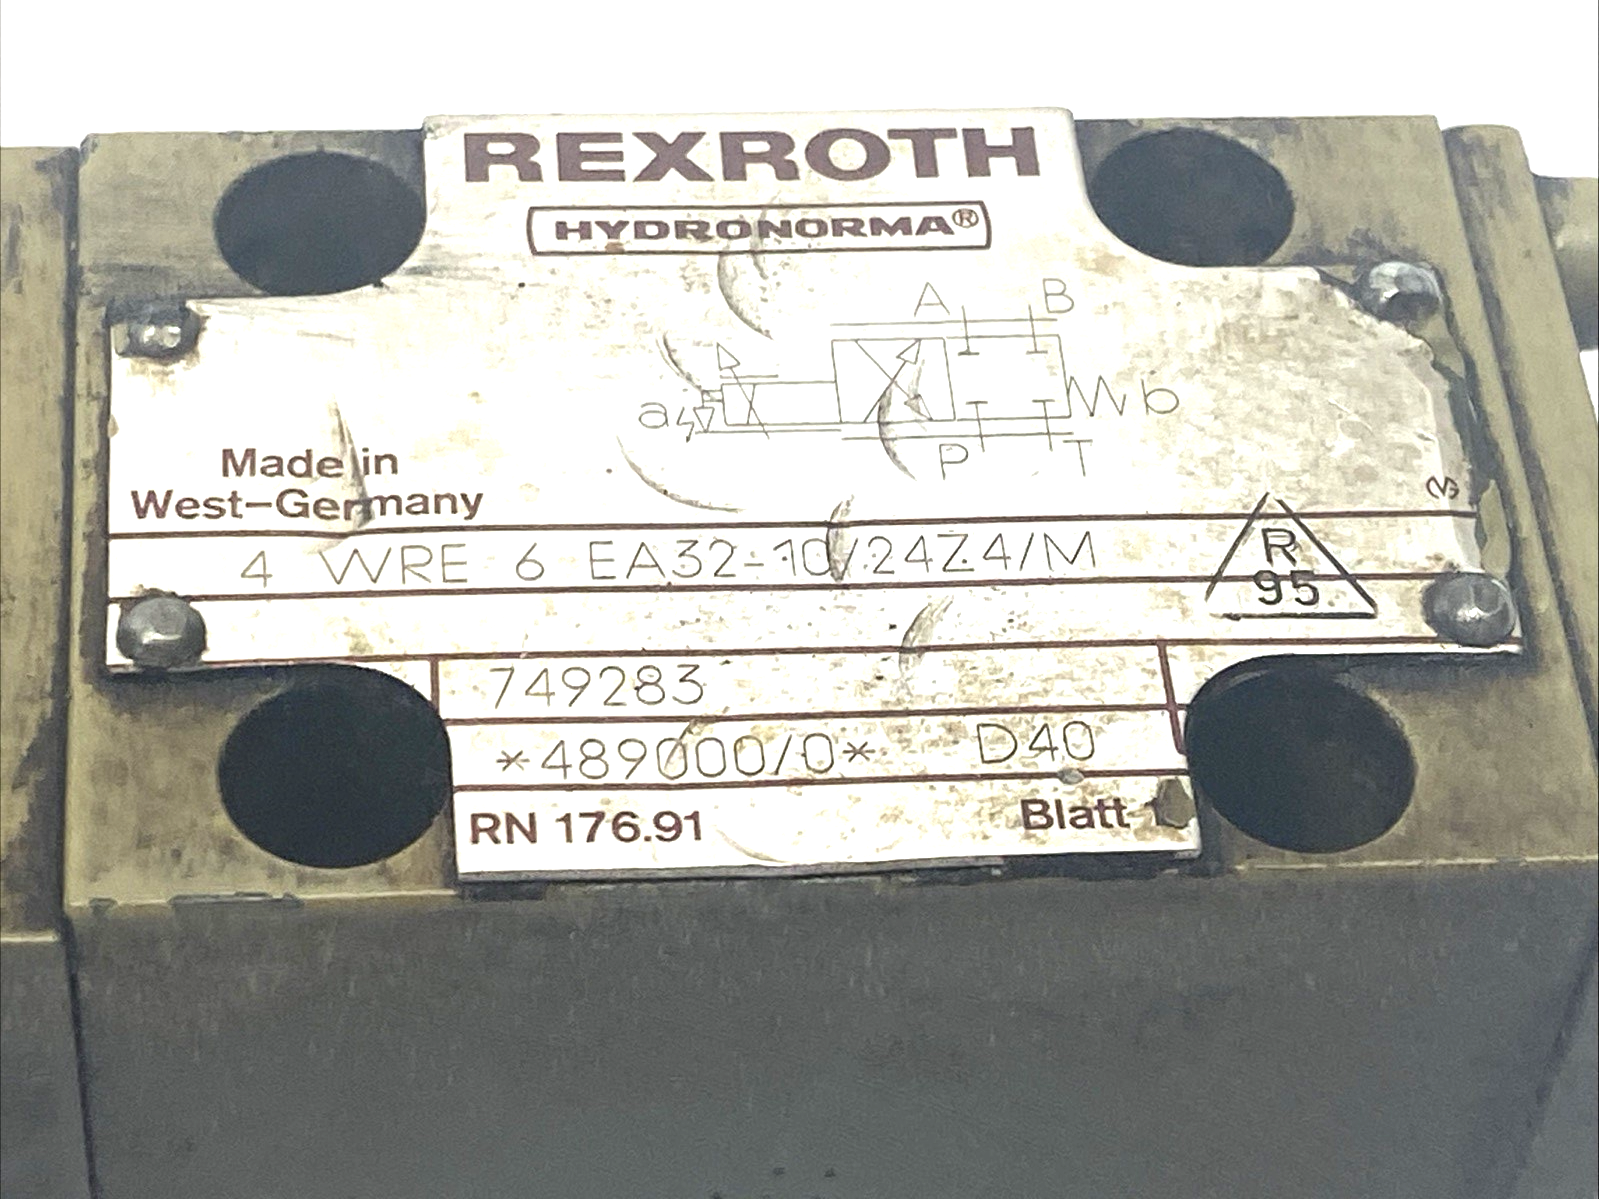 REXROTH
HYDRONORMA®
A B
a b
P T
Made in
West-Germany
4 WRE 6 EA32-10/24Z4/M
R
95
749283
*489000/0* D40
RN 176.91 Blatt